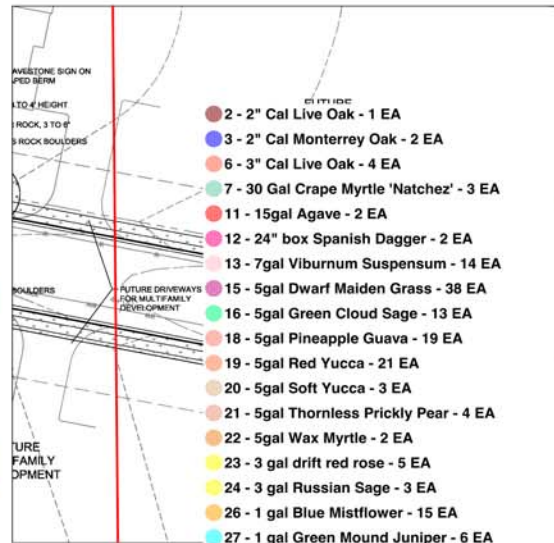 AVESTONE SIGN ON
PED BERM
TO 4' HEIGHT
ROCK, 3 TO 6"
ROCK BOULDERS
FUTURE
2 - 2" Cal Live Oak - 1 EA
3 - 2" Cal Monterrey Oak - 2 EA
6 - 3" Cal Live Oak - 4 EA
7 - 30 Gal Crape Myrtle 'Natchez' - 3 EA
11 - 15gal Agave - 2 EA
12 - 24" box Spanish Dagger - 2 EA
13 - 7gal Viburnum Suspensum - 14 EA
15 - 5gal Dwarf Maiden Grass - 38 EA
16 - 5gal Green Cloud Sage - 13 EA
18 - 5gal Pineapple Guava - 19 EA
19 - 5gal Red Yucca - 21 EA
20 - 5gal Soft Yucca - 3 EA
21 - 5gal Thornless Prickly Pear - 4 EA
22 - 5gal Wax Myrtle - 2 EA
23 - 3 gal drift red rose - 5 EA
24 - 3 gal Russian Sage - 3 EA
26 - 1 gal Blue Mistflower - 15 EA
27 - 1 gal Green Mound Juniper - 6 EA
OULDERS
FUTURE DRIVEWAYS
FOR MULTIFAMILY
DEVELOPMENT
TURE
FAMILY
OPMENT